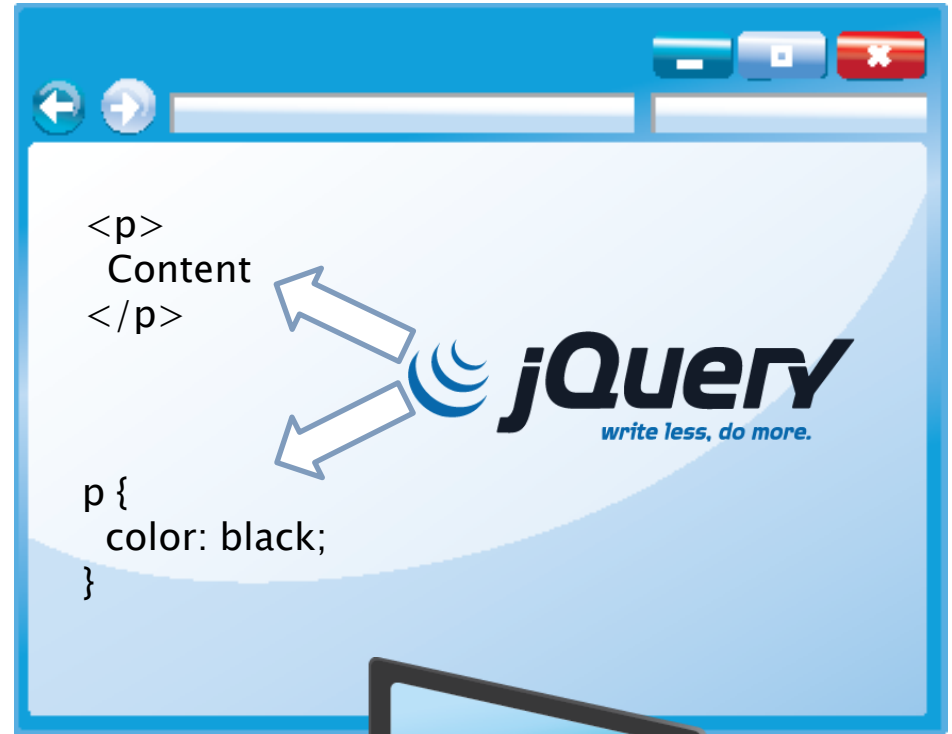 <p>
Content
</p>
jQuery
write less, do more.
p {
color: black;
}